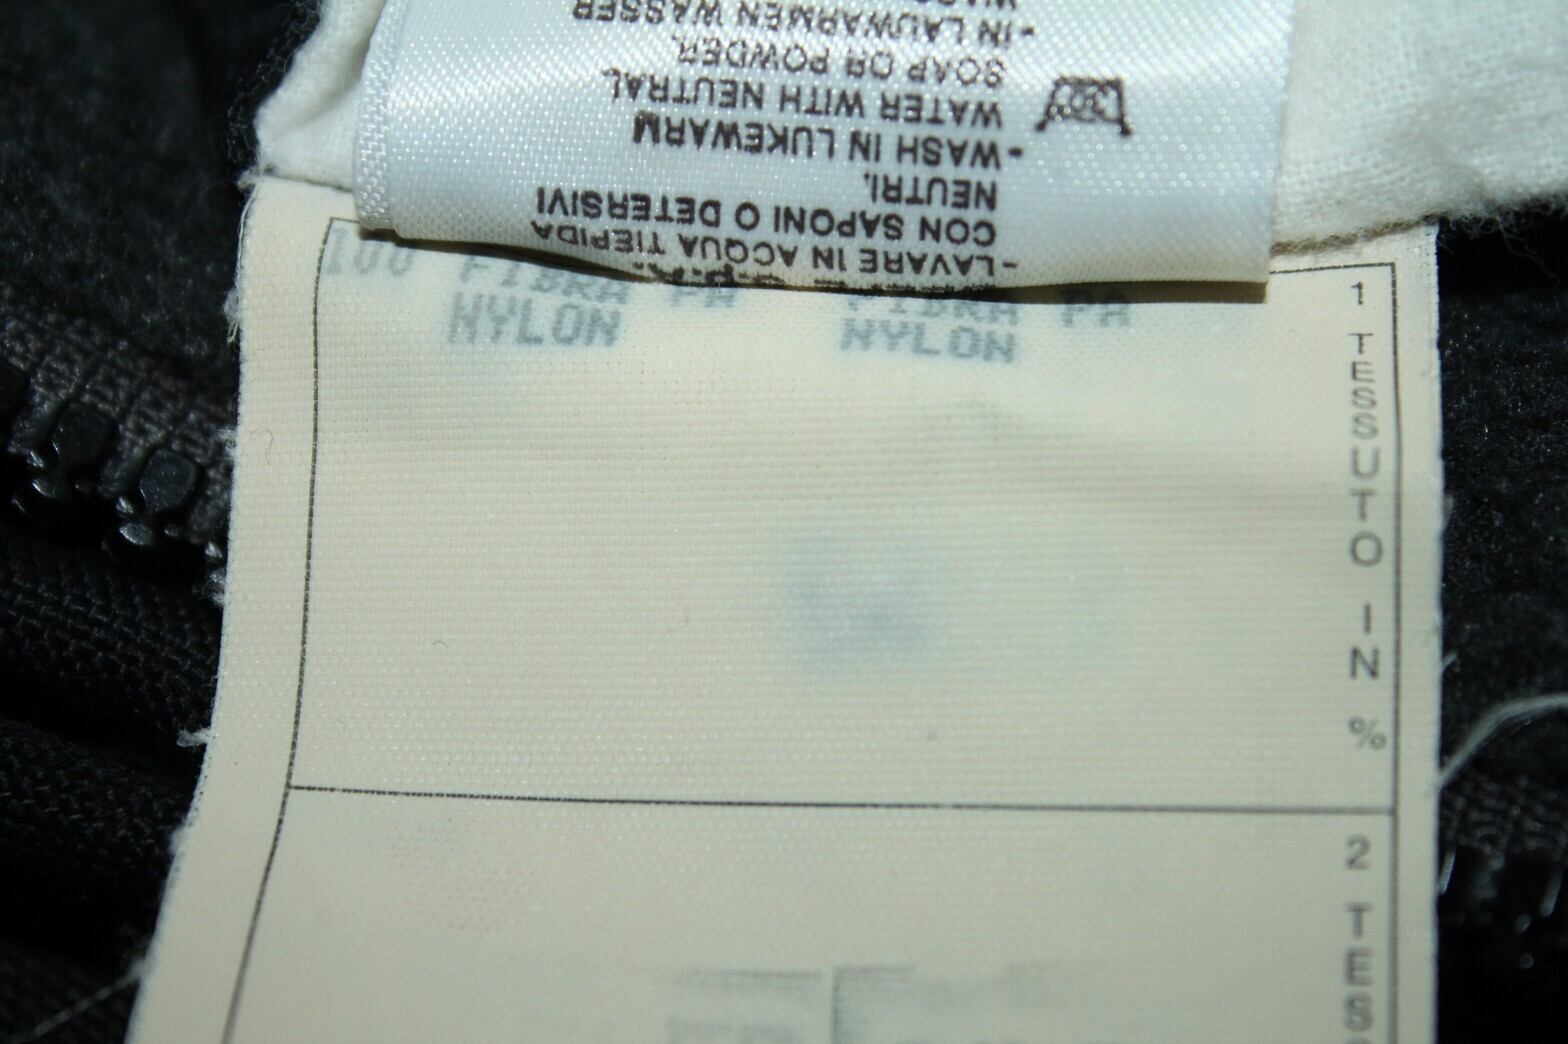 - LAVARE IN ACQUA TIEPIDA
CON SAPONI O DETERSIVI
NEUTRI.
- WASH IN LUKEWARM
WATER WITH NEUTRAL
SOAP OR POWDER.
- IN LAUWARMEN WASSER
100 FIBRA PA FIBRA PA
NYLON NYLON
1 TESSUTO IN %
2 TES